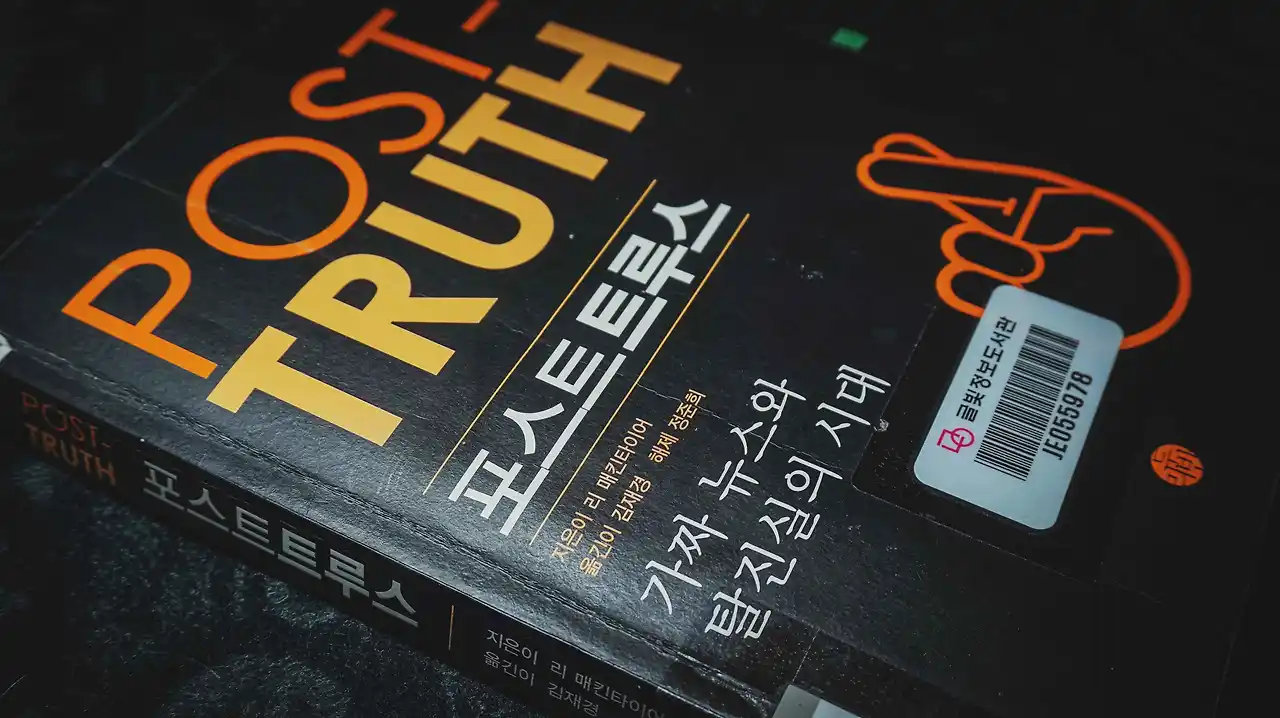 POST-
TRUTH
포스트트루스
지은이 리 매킨타이어
옮긴이 김재경 해제 정준희
가짜 뉴스와
탈진실의 시대
글빛정보도서관
JE055978
POST-
TRUTH
포스트트루스
지은이 리 매킨타이어
옮긴이 김재경